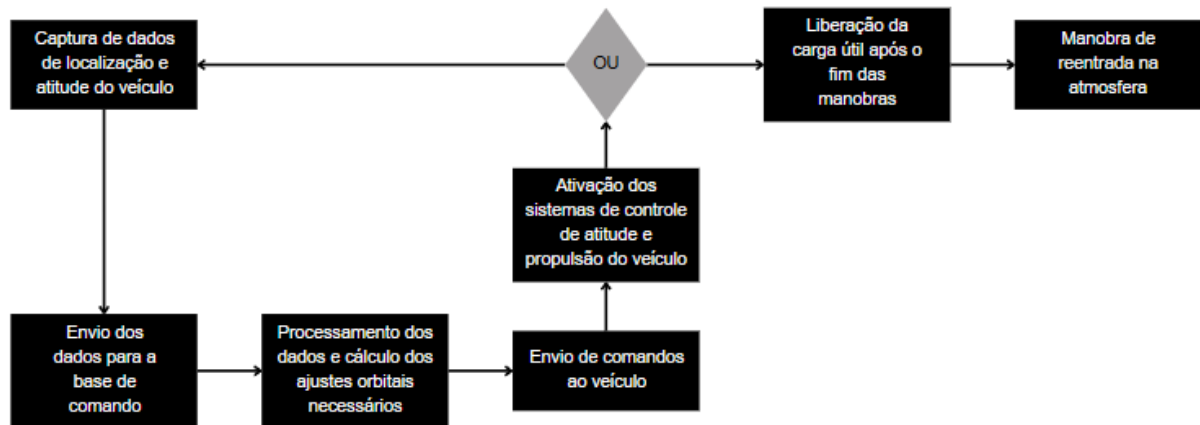 Captura de dados
de localização e
atitude do veículo
OU
Liberação da
carga útil após o
fim das
manobras
Manobra de
reentrada na
atmosfera
Ativação dos
sistemas de controle
de atitude e
propulsão do veículo
Envio dos
dados para a
base de
comando
Processamento dos
dados e cálculo dos
ajustes orbitais
necessários
Envio de comandos
ao veículo